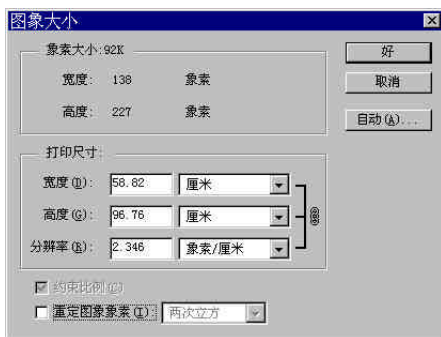 图象大小
象素大小:92K
好
宽度: 138 象素
取消
高度: 227 象素
自动(A)...
打印尺寸:
宽度(D): 58.82 厘米
高度(G): 96.76 厘米
分辨率(R): 2.346 象素/厘米
约束比例(C)
重定图象象素(I): 两次立方